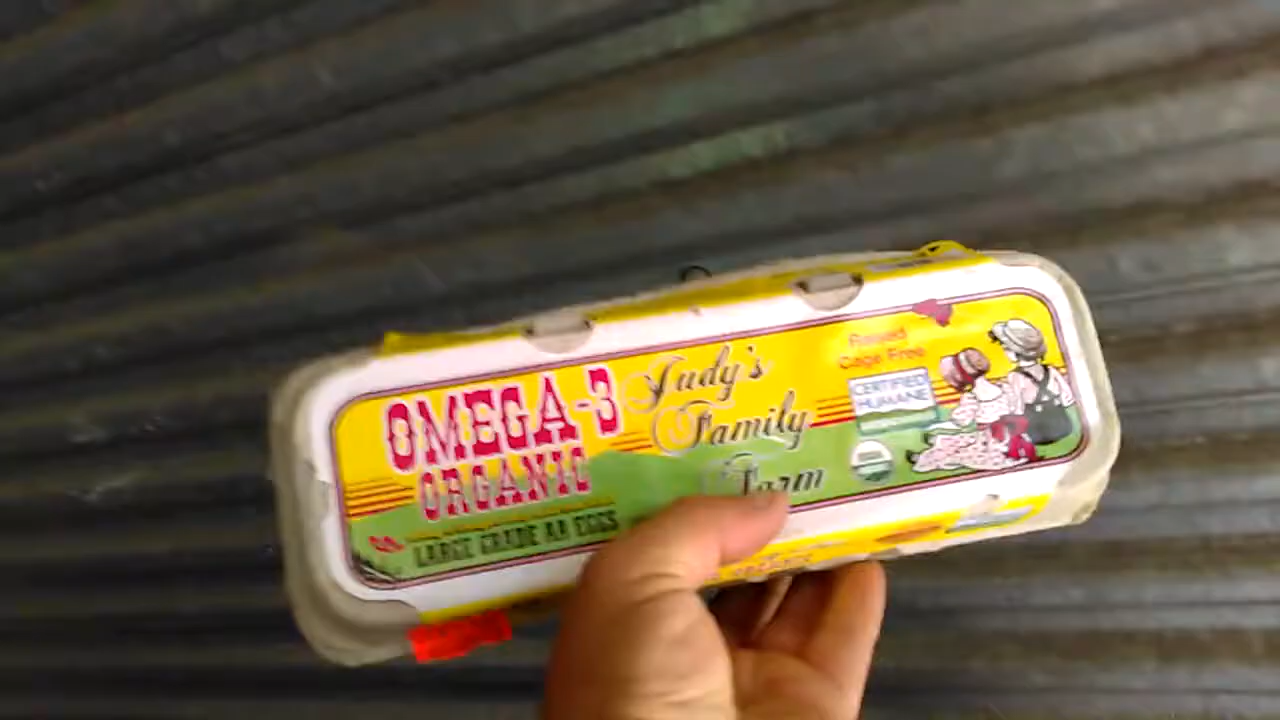 OMEGA-3
ORGANIC
LARGE GRADE AA EGGS
Judy's
Family
Farm
Raised
Cage Free
CERTIFIED
HUMANE